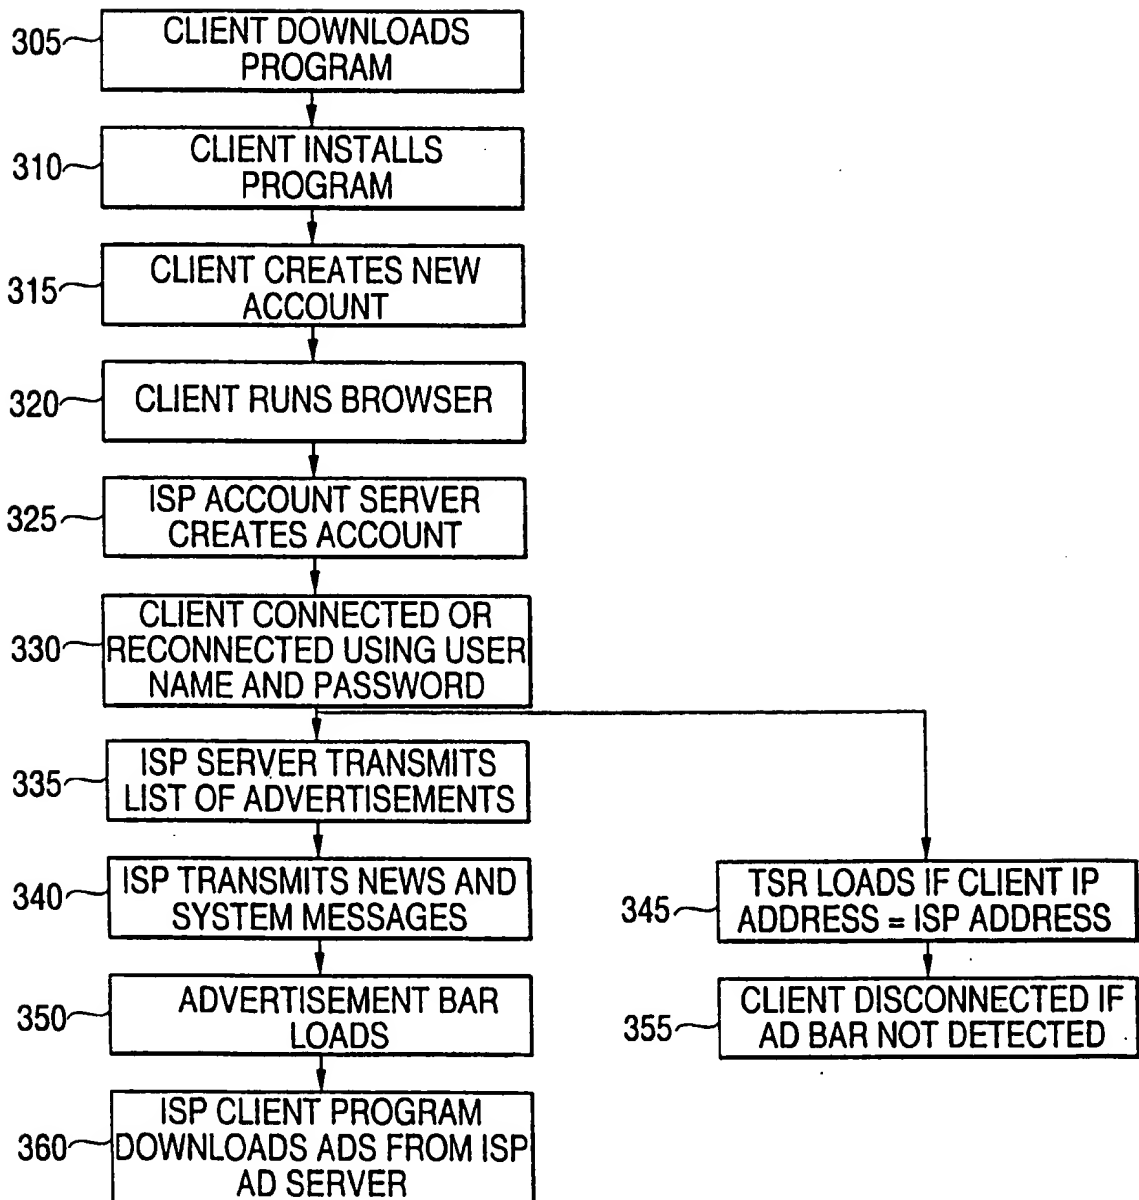 305
CLIENT DOWNLOADS
PROGRAM
310
CLIENT INSTALLS
PROGRAM
315
CLIENT CREATES NEW
ACCOUNT
320
CLIENT RUNS BROWSER
325
ISP ACCOUNT SERVER
CREATES ACCOUNT
330
CLIENT CONNECTED OR
RECONNECTED USING USER
NAME AND PASSWORD
335
ISP SERVER TRANSMITS
LIST OF ADVERTISEMENTS
340
ISP TRANSMITS NEWS AND
SYSTEM MESSAGES
345
TSR LOADS IF CLIENT IP
ADDRESS = ISP ADDRESS
350
ADVERTISEMENT BAR
LOADS
355
CLIENT DISCONNECTED IF
AD BAR NOT DETECTED
360
ISP CLIENT PROGRAM
DOWNLOADS ADS FROM ISP
AD SERVER